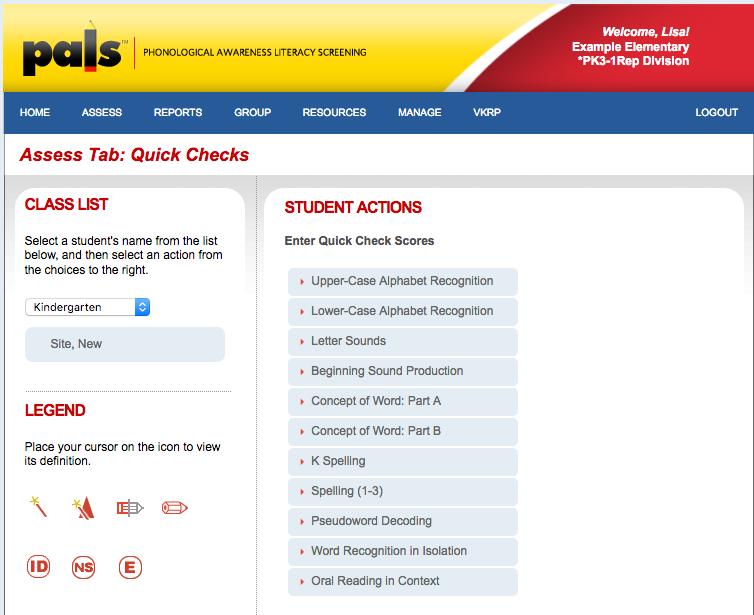 pals™
PHONOLOGICAL AWARENESS LITERACY SCREENING
Welcome, LIsa!
Example Elementary
*PK3-1Rep Division
HOME ASSESS REPORTS GROUP RESOURCES MANAGE VKRP LOGOUT
Assess Tab: Quick Checks
CLASS LIST
Select a student's name from the list
below, and then select an action from
the choices to the right.
Kindergarten
Site, New
LEGEND
Place your cursor on the icon to view
its definition.
ID NS E
STUDENT ACTIONS
Enter Quick Check Scores
Upper-Case Alphabet Recognition
Lower-Case Alphabet Recognition
Letter Sounds
Beginning Sound Production
Concept of Word: Part A
Concept of Word: Part B
K Spelling
Spelling (1-3)
Pseudoword Decoding
Word Recognition in Isolation
Oral Reading in Context